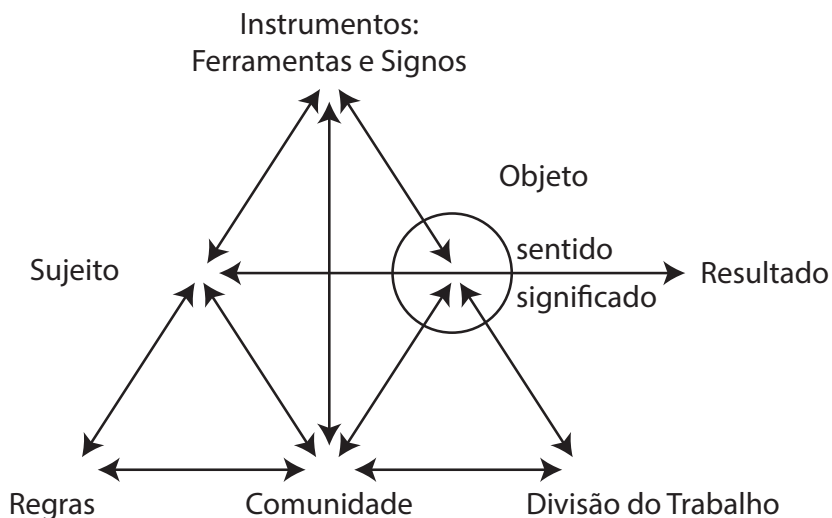 Instrumentos:
Ferramentas e Signos
Objeto
sentido
Sujeito
Resultado
significado
Regras
Comunidade
Divisão do Trabalho